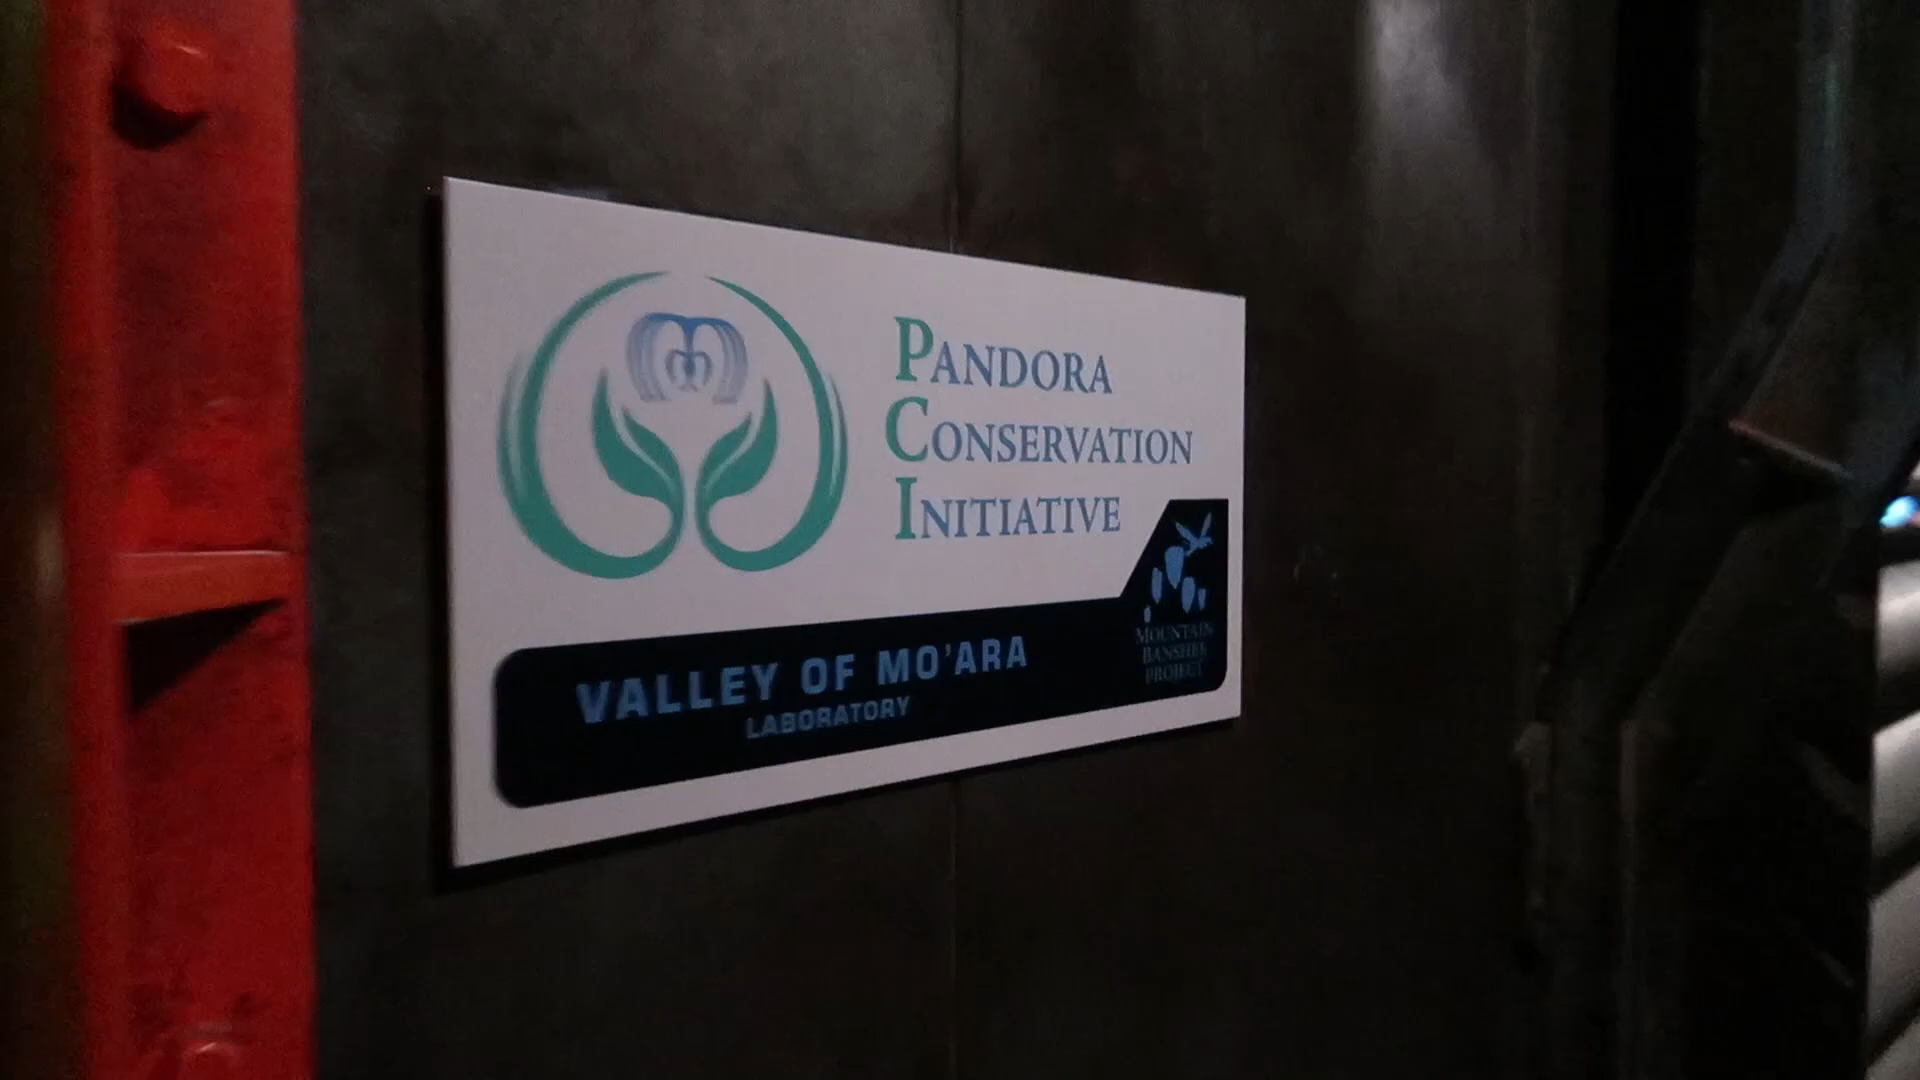 PANDORA
CONSERVATION
INITIATIVE
VALLEY OF MO'ARA
LABORATORY
MOUNTAIN
BANSHEE
PROJECT